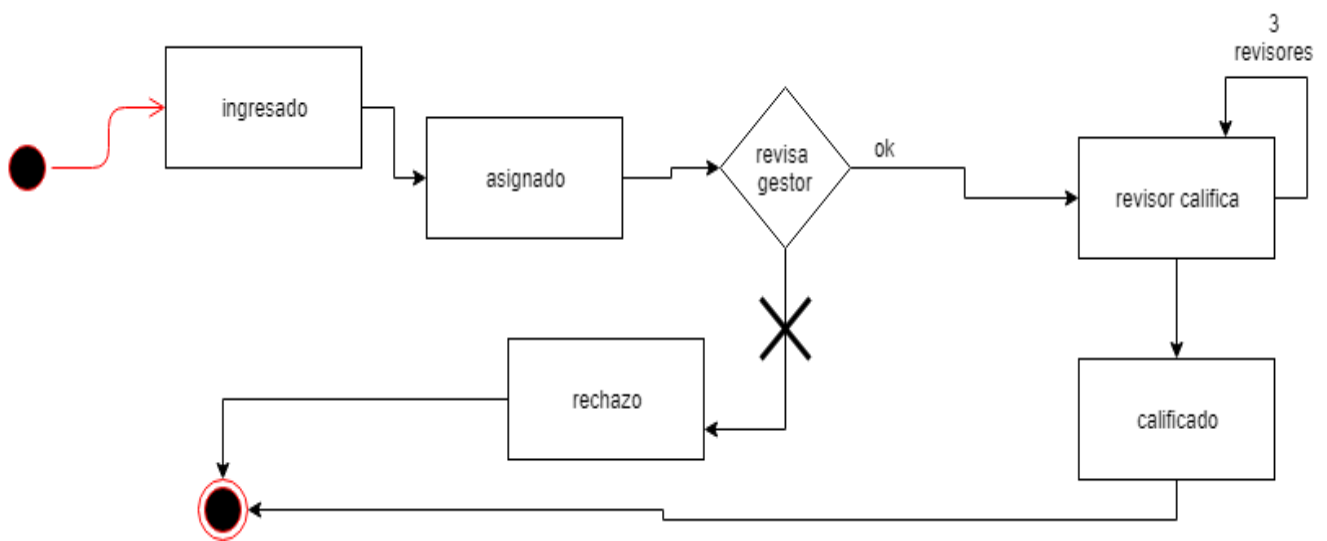 3
revisores
ingresado
asignado
revisa
gestor
ok
revisor califica
rechazo
calificado